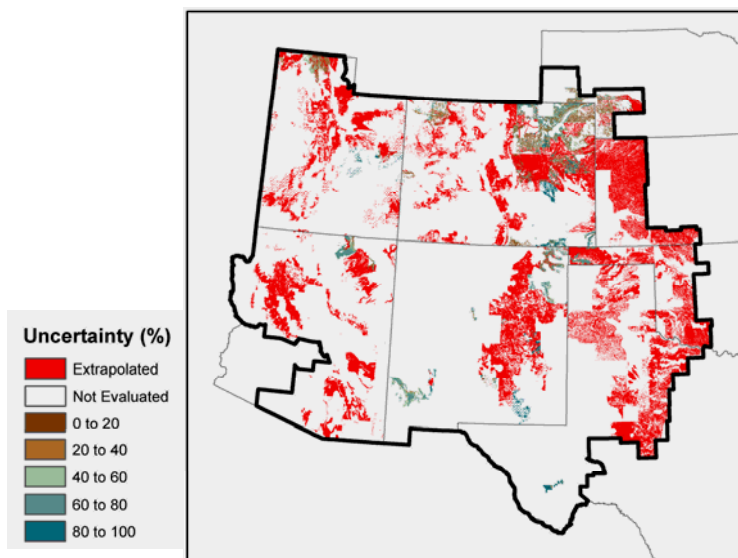 Uncertainty (%)
Extrapolated
Not Evaluated
0 to 20
20 to 40
40 to 60
60 to 80
80 to 100